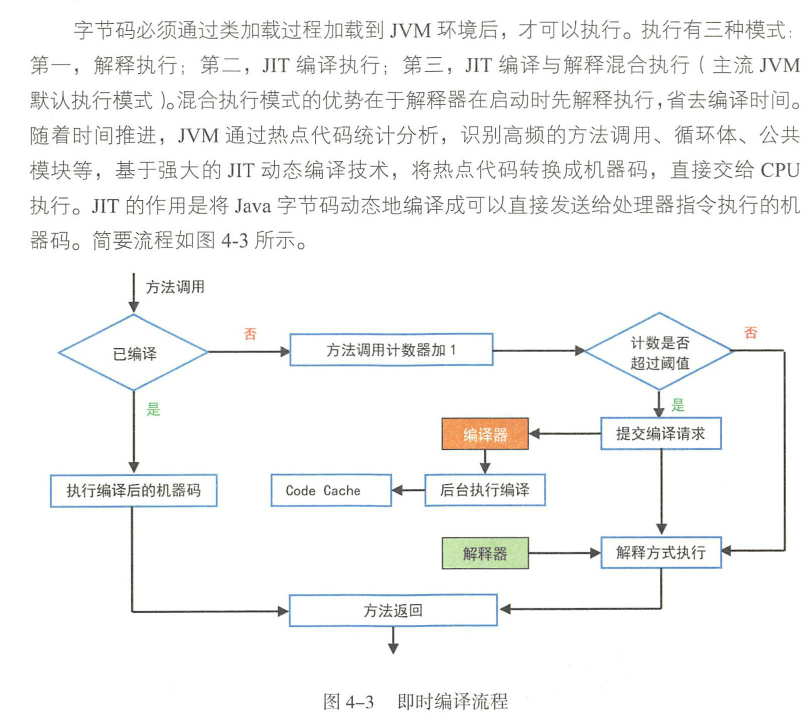 字节码必须通过类加载过程加载到 JVM 环境后，才可以执行。执行有三种模式：
第一，解释执行；第二，JIT 编译执行；第三，JIT 编译与解释混合执行（主流 JVM
默认执行模式）。混合执行模式的优势在于解释器在启动时先解释执行，省去编译时间。
随着时间推进，JVM 通过热点代码统计分析，识别高频的方法调用、循环体、公共
模块等，基于强大的 JIT 动态编译技术，将热点代码转换成机器码，直接交给 CPU
执行。JIT 的作用是将 Java 字节码动态地编译成可以直接发送给处理器指令执行的机
器码。简要流程如图 4-3 所示。
方法调用
已编译
否
方法调用计数器加 1
计数是否
超过阈值
否
是
是
编译器
提交编译请求
执行编译后的机器码
Code Cache
后台执行编译
解释器
解释方式执行
方法返回
图 4-3 即时编译流程